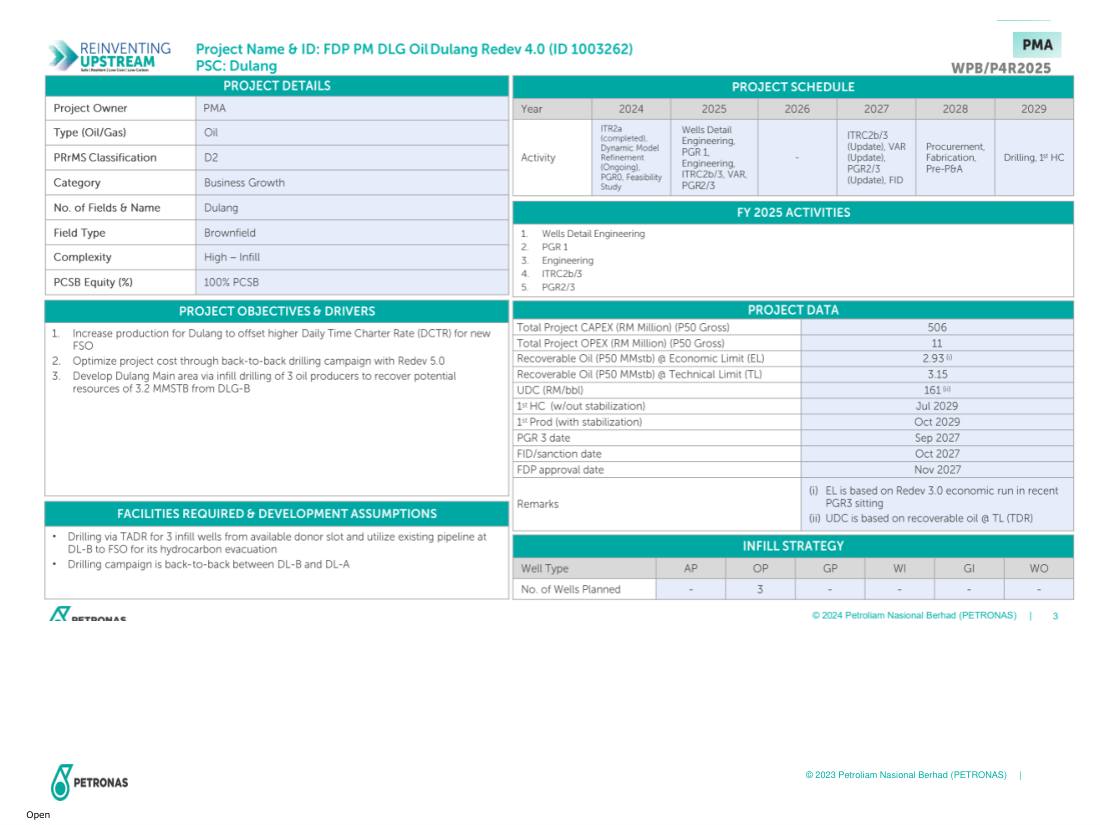 REINVENTING
UPSTREAM
Safe | Resilient | Low Cost | Low Carbon
Project Name & ID: FDP PM DLG Oil Dulang Redev 4.0 (ID 1003262)
PSC: Dulang
PMA
WPB/P4R2025
PROJECT DETAILS
Project Owner PMA
Type (Oil/Gas) Oil
PRrMS Classification D2
Category Business Growth
No. of Fields & Name Dulang
Field Type Brownfield
Complexity High – Infill
PCSB Equity (%) 100% PCSB
PROJECT OBJECTIVES & DRIVERS
1. Increase production for Dulang to offset higher Daily Time Charter Rate (DCTR) for new
FSO
2. Optimize project cost through back-to-back drilling campaign with Redev 5.0
3. Develop Dulang Main area via infill drilling of 3 oil producers to recover potential
resources of 3.2 MMSTB from DLG-B
FACILITIES REQUIRED & DEVELOPMENT ASSUMPTIONS
• Drilling via TADR for 3 infill wells from available donor slot and utilize existing pipeline at
DL-B to FSO for its hydrocarbon evacuation
• Drilling campaign is back-to-back between DL-B and DL-A
PROJECT SCHEDULE
Year 2024 2025 2026 2027 2028 2029
Activity
ITR2a
(completed),
Dynamic Model
Refinement
(Ongoing),
PGR0, Feasibility
Study
Wells Detail
Engineering,
PGR 1,
Engineering,
ITRC2b/3, VAR,
PGR2/3
-
ITRC2b/3
(Update), VAR
(Update),
PGR2/3
(Update), FID
Procurement,
Fabrication,
Pre-P&A
Drilling, 1st HC
FY 2025 ACTIVITIES
1. Wells Detail Engineering
2. PGR 1
3. Engineering
4. ITRC2b/3
5. PGR2/3
PROJECT DATA
Total Project CAPEX (RM Million) (P50 Gross) 506
Total Project OPEX (RM Million) (P50 Gross) 11
Recoverable Oil (P50 MMstb) @ Economic Limit (EL) 2.93 (i)
Recoverable Oil (P50 MMstb) @ Technical Limit (TL) 3.15
UDC (RM/bbl) 161 (ii)
1st HC (w/out stabilization) Jul 2029
1st Prod (with stabilization) Oct 2029
PGR 3 date Sep 2027
FID/sanction date Oct 2027
FDP approval date Nov 2027
Remarks
(i) EL is based on Redev 3.0 economic run in recent
PGR3 sitting
(ii) UDC is based on recoverable oil @ TL (TDR)
INFILL STRATEGY
Well Type AP OP GP WI GI WO
No. of Wells Planned - 3 - - - -
PETRONAS
© 2024 Petroliam Nasional Berhad (PETRONAS) | 3
PETRONAS
© 2023 Petroliam Nasional Berhad (PETRONAS) |
Open